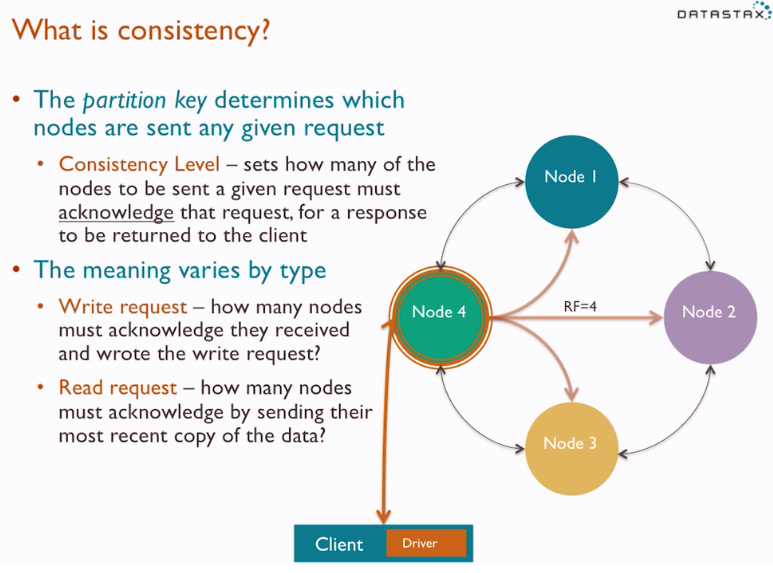 DATASTAX
What is consistency?
• The partition key determines which
nodes are sent any given request
• Consistency Level – sets how many of the
nodes to be sent a given request must
acknowledge that request, for a response
to be returned to the client
• The meaning varies by type
• Write request – how many nodes
must acknowledge they received
and wrote the write request?
• Read request – how many nodes
must acknowledge by sending their
most recent copy of the data?
Node 1
Node 4
RF=4
Node 2
Node 3
Client
Driver